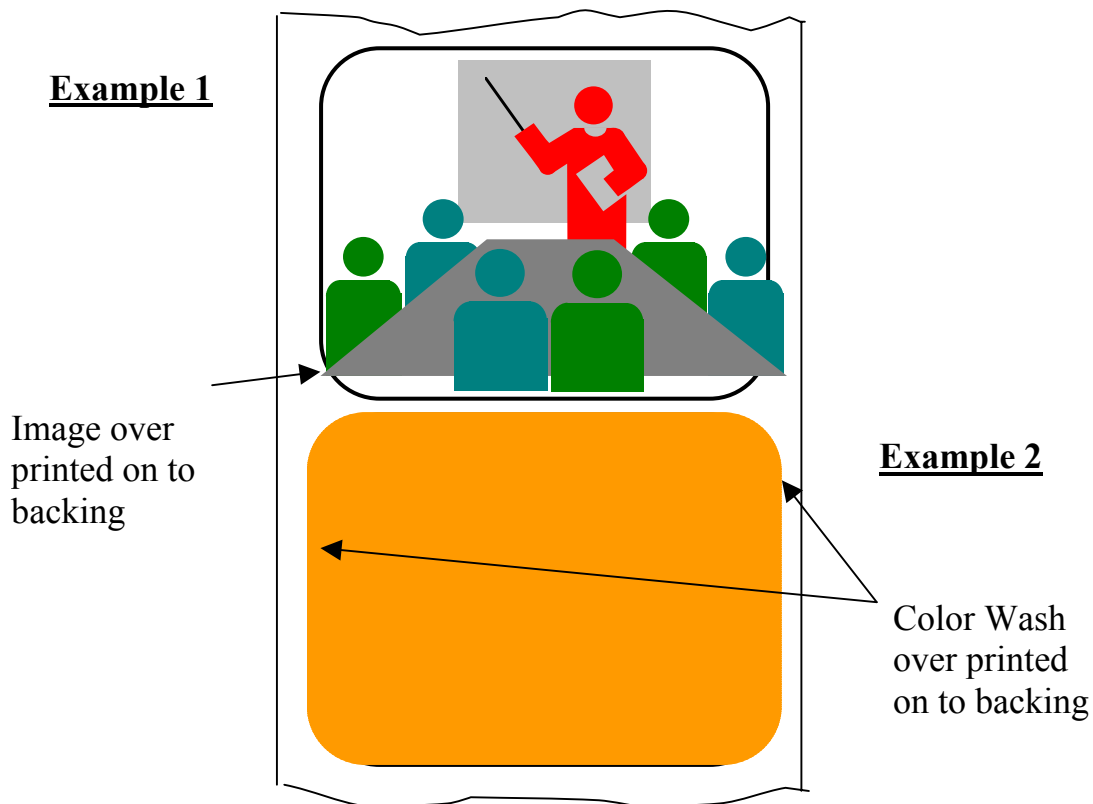 Example 1
Image over
printed on to
backing
Example 2
Color Wash
over printed
on to backing